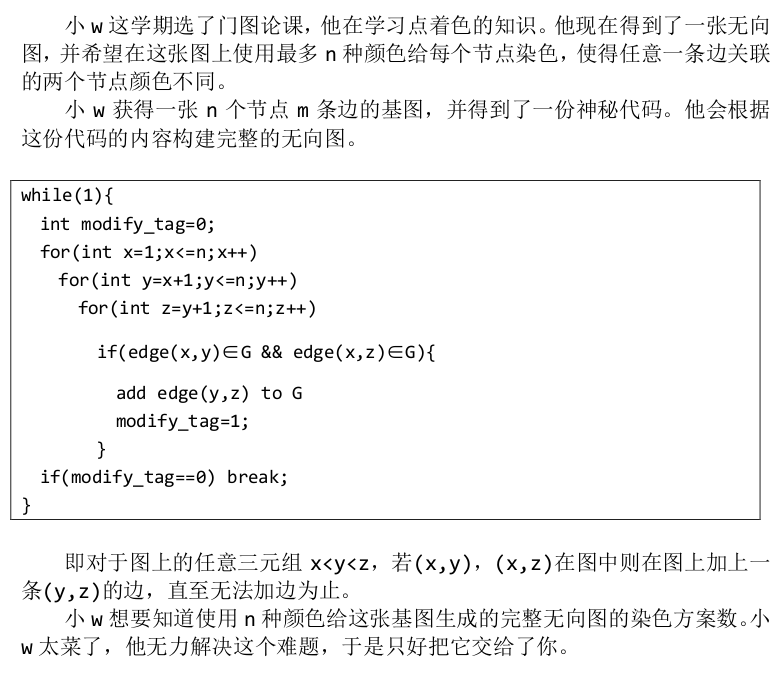 小 w 这学期选了门图论课，他在学习点着色的知识。他现在得到了一张无向
图，并希望在这张图上使用最多 n 种颜色给每个节点染色，使得任意一条边关联
的两个节点颜色不同。
小 w 获得一张 n 个节点 m 条边的基图，并得到了一份神秘代码。他会根据
这份代码的内容构建完整的无向图。
while(1){
int modify_tag=0;
for(int x=1;x<=n;x++)
for(int y=x+1;y<=n;y++)
for(int z=y+1;z<=n;z++)
if(edge(x,y)∈G && edge(x,z)∈G){
add edge(y,z) to G
modify_tag=1;
}
if(modify_tag==0) break;
}
即对于图上的任意三元组 x<y<z，若(x,y)，(x,z)在图中则在图上加上一
条(y,z)的边，直至无法加边为止。
小 w 想要知道使用 n 种颜色给这张基图生成的完整无向图的染色方案数。小
w 太菜了，他无力解决这个难题，于是只好把它交给了你。